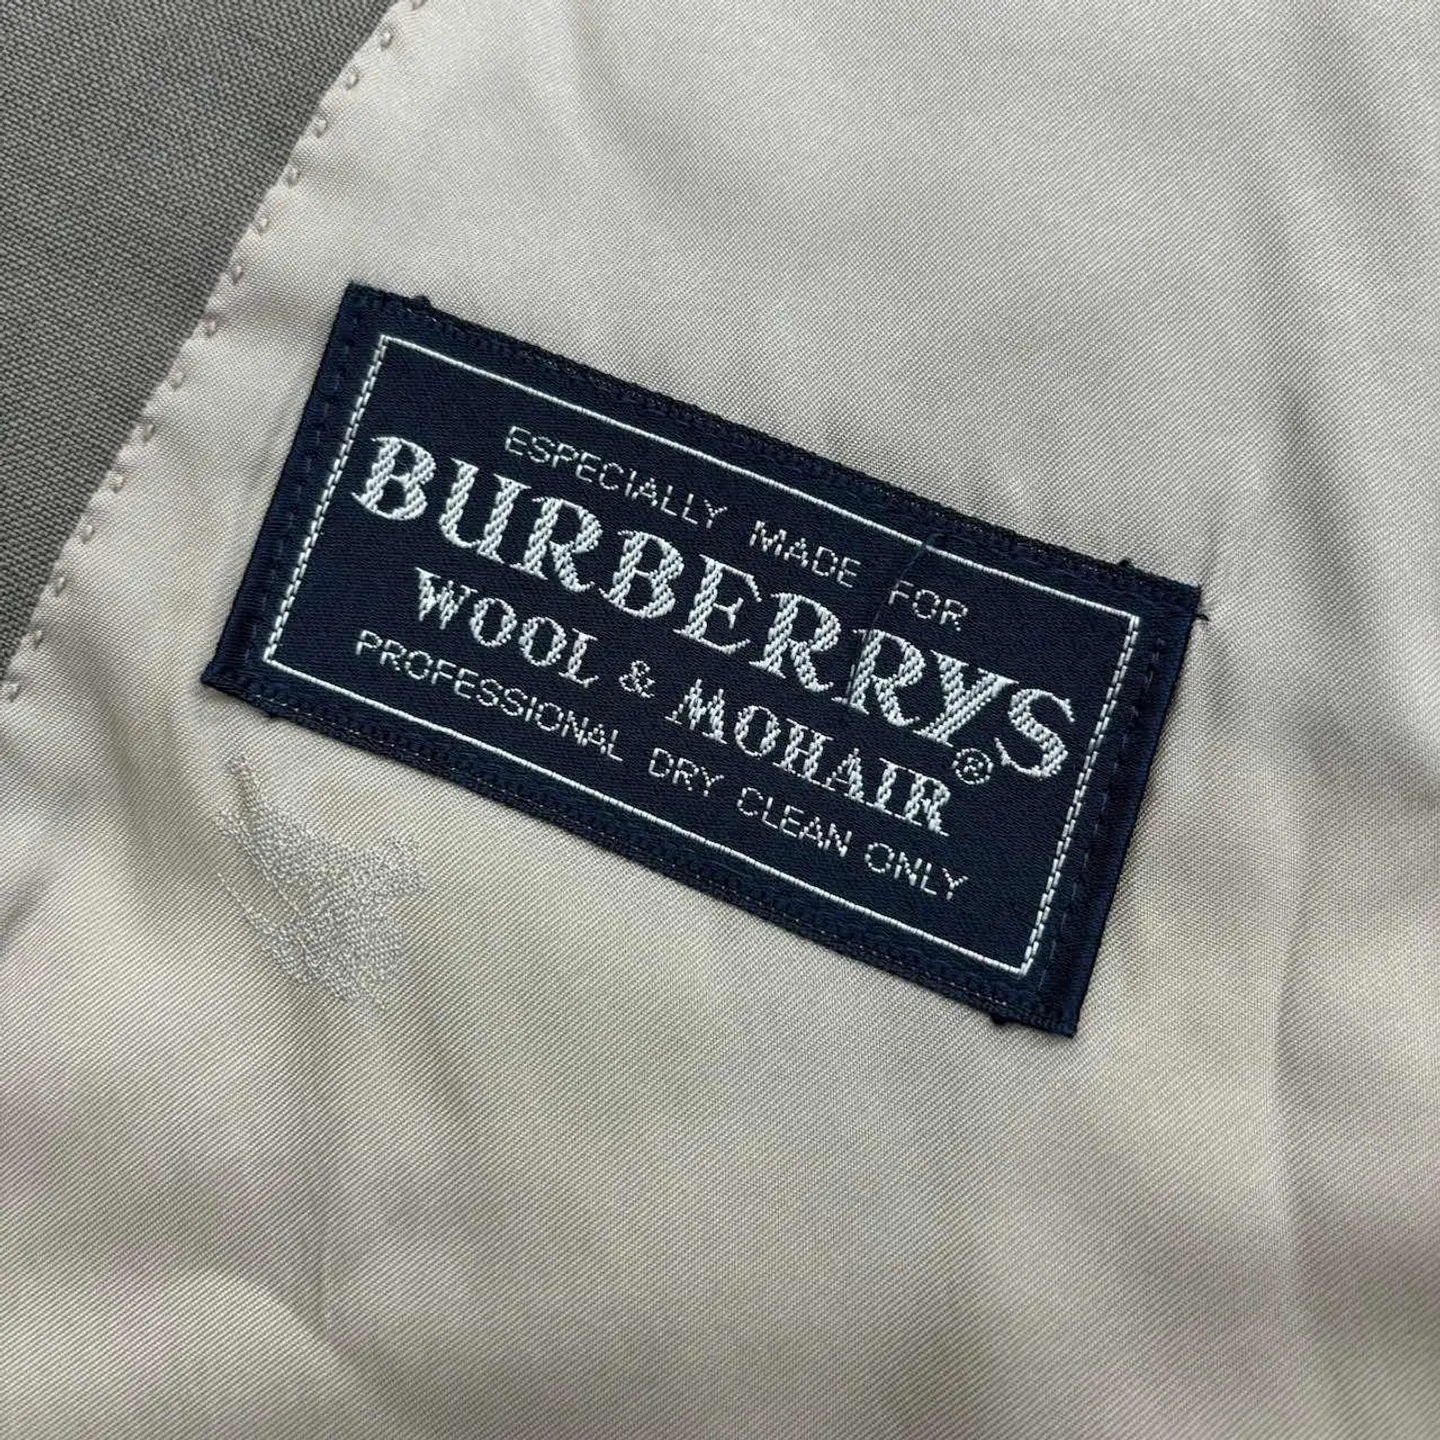 ESPECIALLY MADE FOR
BURBERRYS®
WOOL & MOHAIR
PROFESSIONAL DRY CLEAN ONLY